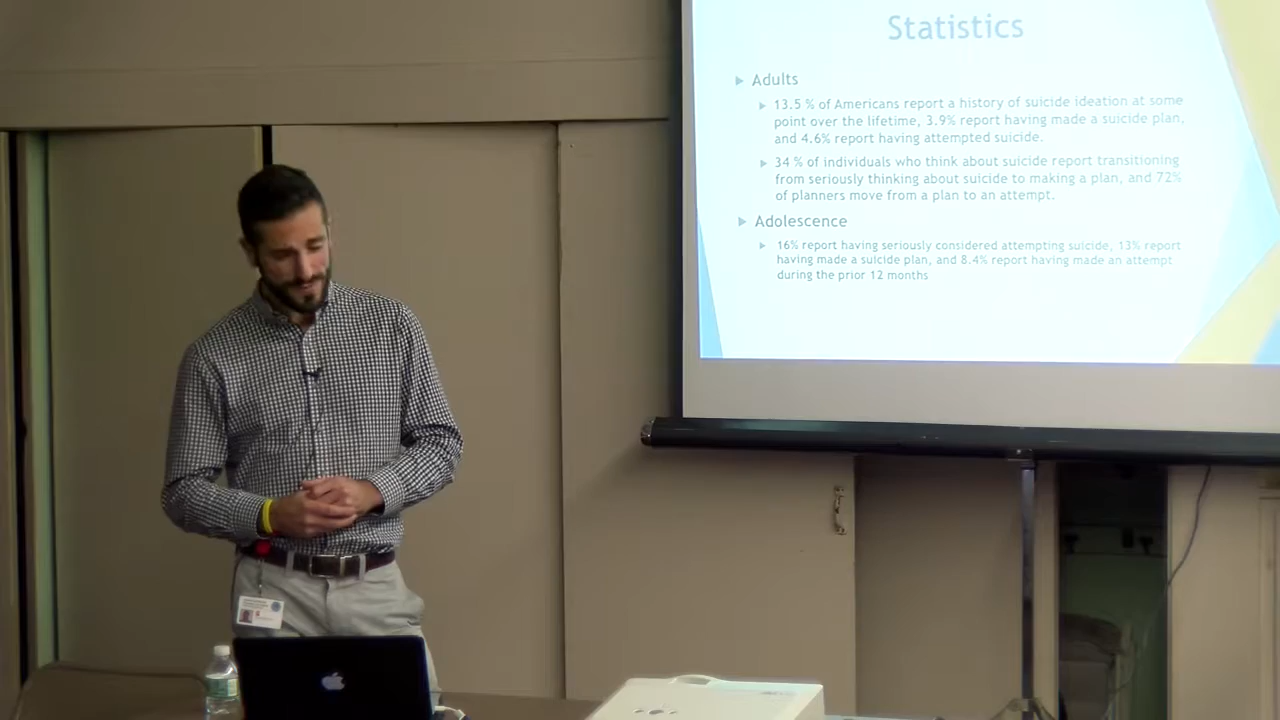 Statistics
Adults
13.5 % of Americans report a history of suicide ideation at some
point over the lifetime, 3.9% report having made a suicide plan,
and 4.6% report having attempted suicide.
34 % of individuals who think about suicide report transitioning
from seriously thinking about suicide to making a plan, and 72%
of planners move from a plan to an attempt.
Adolescence
16% report having seriously considered attempting suicide, 13% report
having made a suicide plan, and 8.4% report having made an attempt
during the prior 12 months